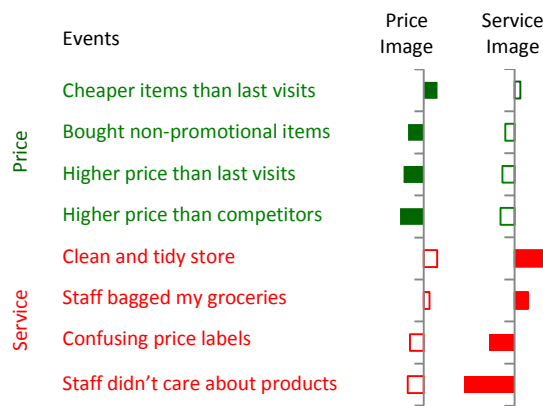 Events
Price
Image
Service
Image
Price
Cheaper items than last visits
Bought non-promotional items
Higher price than last visits
Higher price than competitors
Service
Clean and tidy store
Staff bagged my groceries
Confusing price labels
Staff didn’t care about products